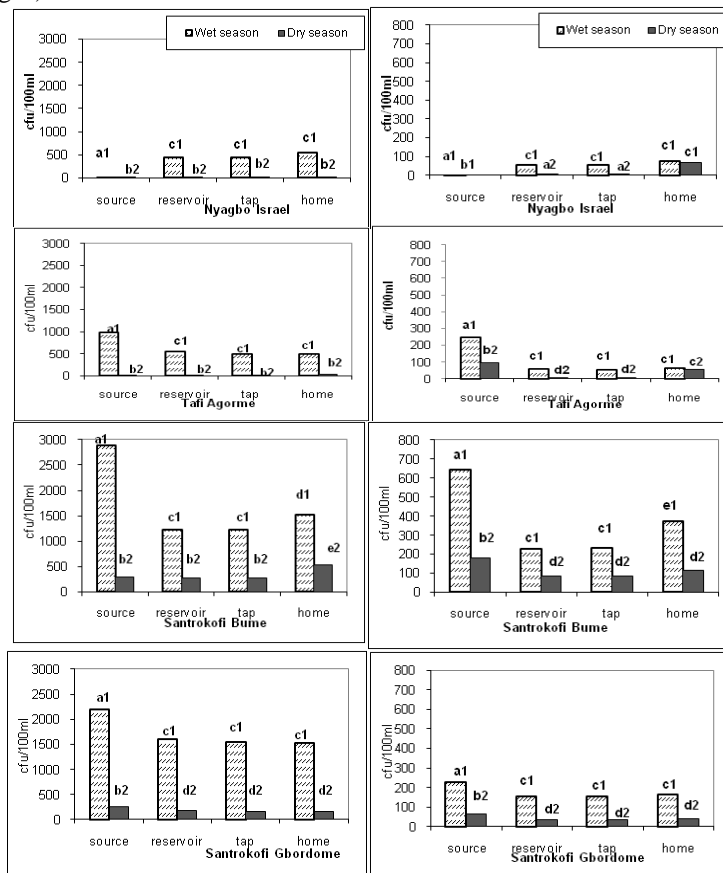 3000
Wet season Dry season
2500
2000
1500
1000
500
0
cfu/100ml
a1 b2 c1 b2 c1 b2 c1 b2
source reservoir tap home
Nyagbo Israel
800
Wet season Dry season
700
600
500
400
300
200
100
0
cfu/100ml
a1 b1 c1 a2 c1 a2 c1 c1
source reservoir tap home
Nyagbo Israel
3000
2500
2000
1500
1000
500
0
cfu/100ml
a1 b2 c1 b2 c1 b2 c1 b2
source reservoir tap home
Tafi Agorme
800
700
600
500
400
300
200
100
0
cfu/100ml
a1 b2 c1 d2 c1 d2 c1 c2
source reservoir tap home
Tafi Agorme
3000
2500
2000
1500
1000
500
0
cfu/100ml
a1 b2 c1 b2 c1 b2 d1 e2
source reservoir tap home
Santrokofi Bume
800
700
600
500
400
300
200
100
0
cfu/100ml
a1 b2 c1 d2 c1 d2 e1 d2
source reservoir tap home
Santrokofi Bume
3000
2500
2000
1500
1000
500
0
cfu/100ml
a1 b2 c1 d2 c1 d2 c1 d2
source reservoir tap home
Santrokofi Gbordome
800
700
600
500
400
300
200
100
0
cfu/100ml
a1 b2 c1 d2 c1 d2 c1 d2
source reservoir tap home
Santrokofi Gbordome